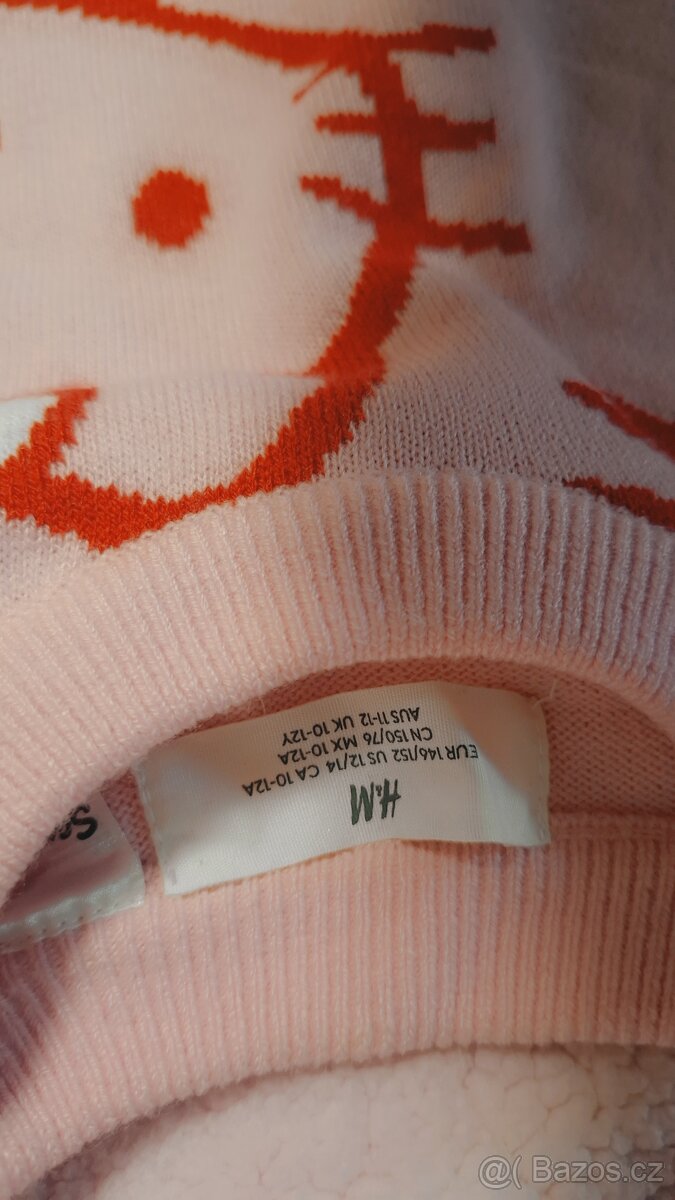 H&M
EUR 146/152 US 12/14 CA 10-12A
CN 150/76 MX 10-12A
AUS 11-12 UK 10-12Y
@( Bazos.cz